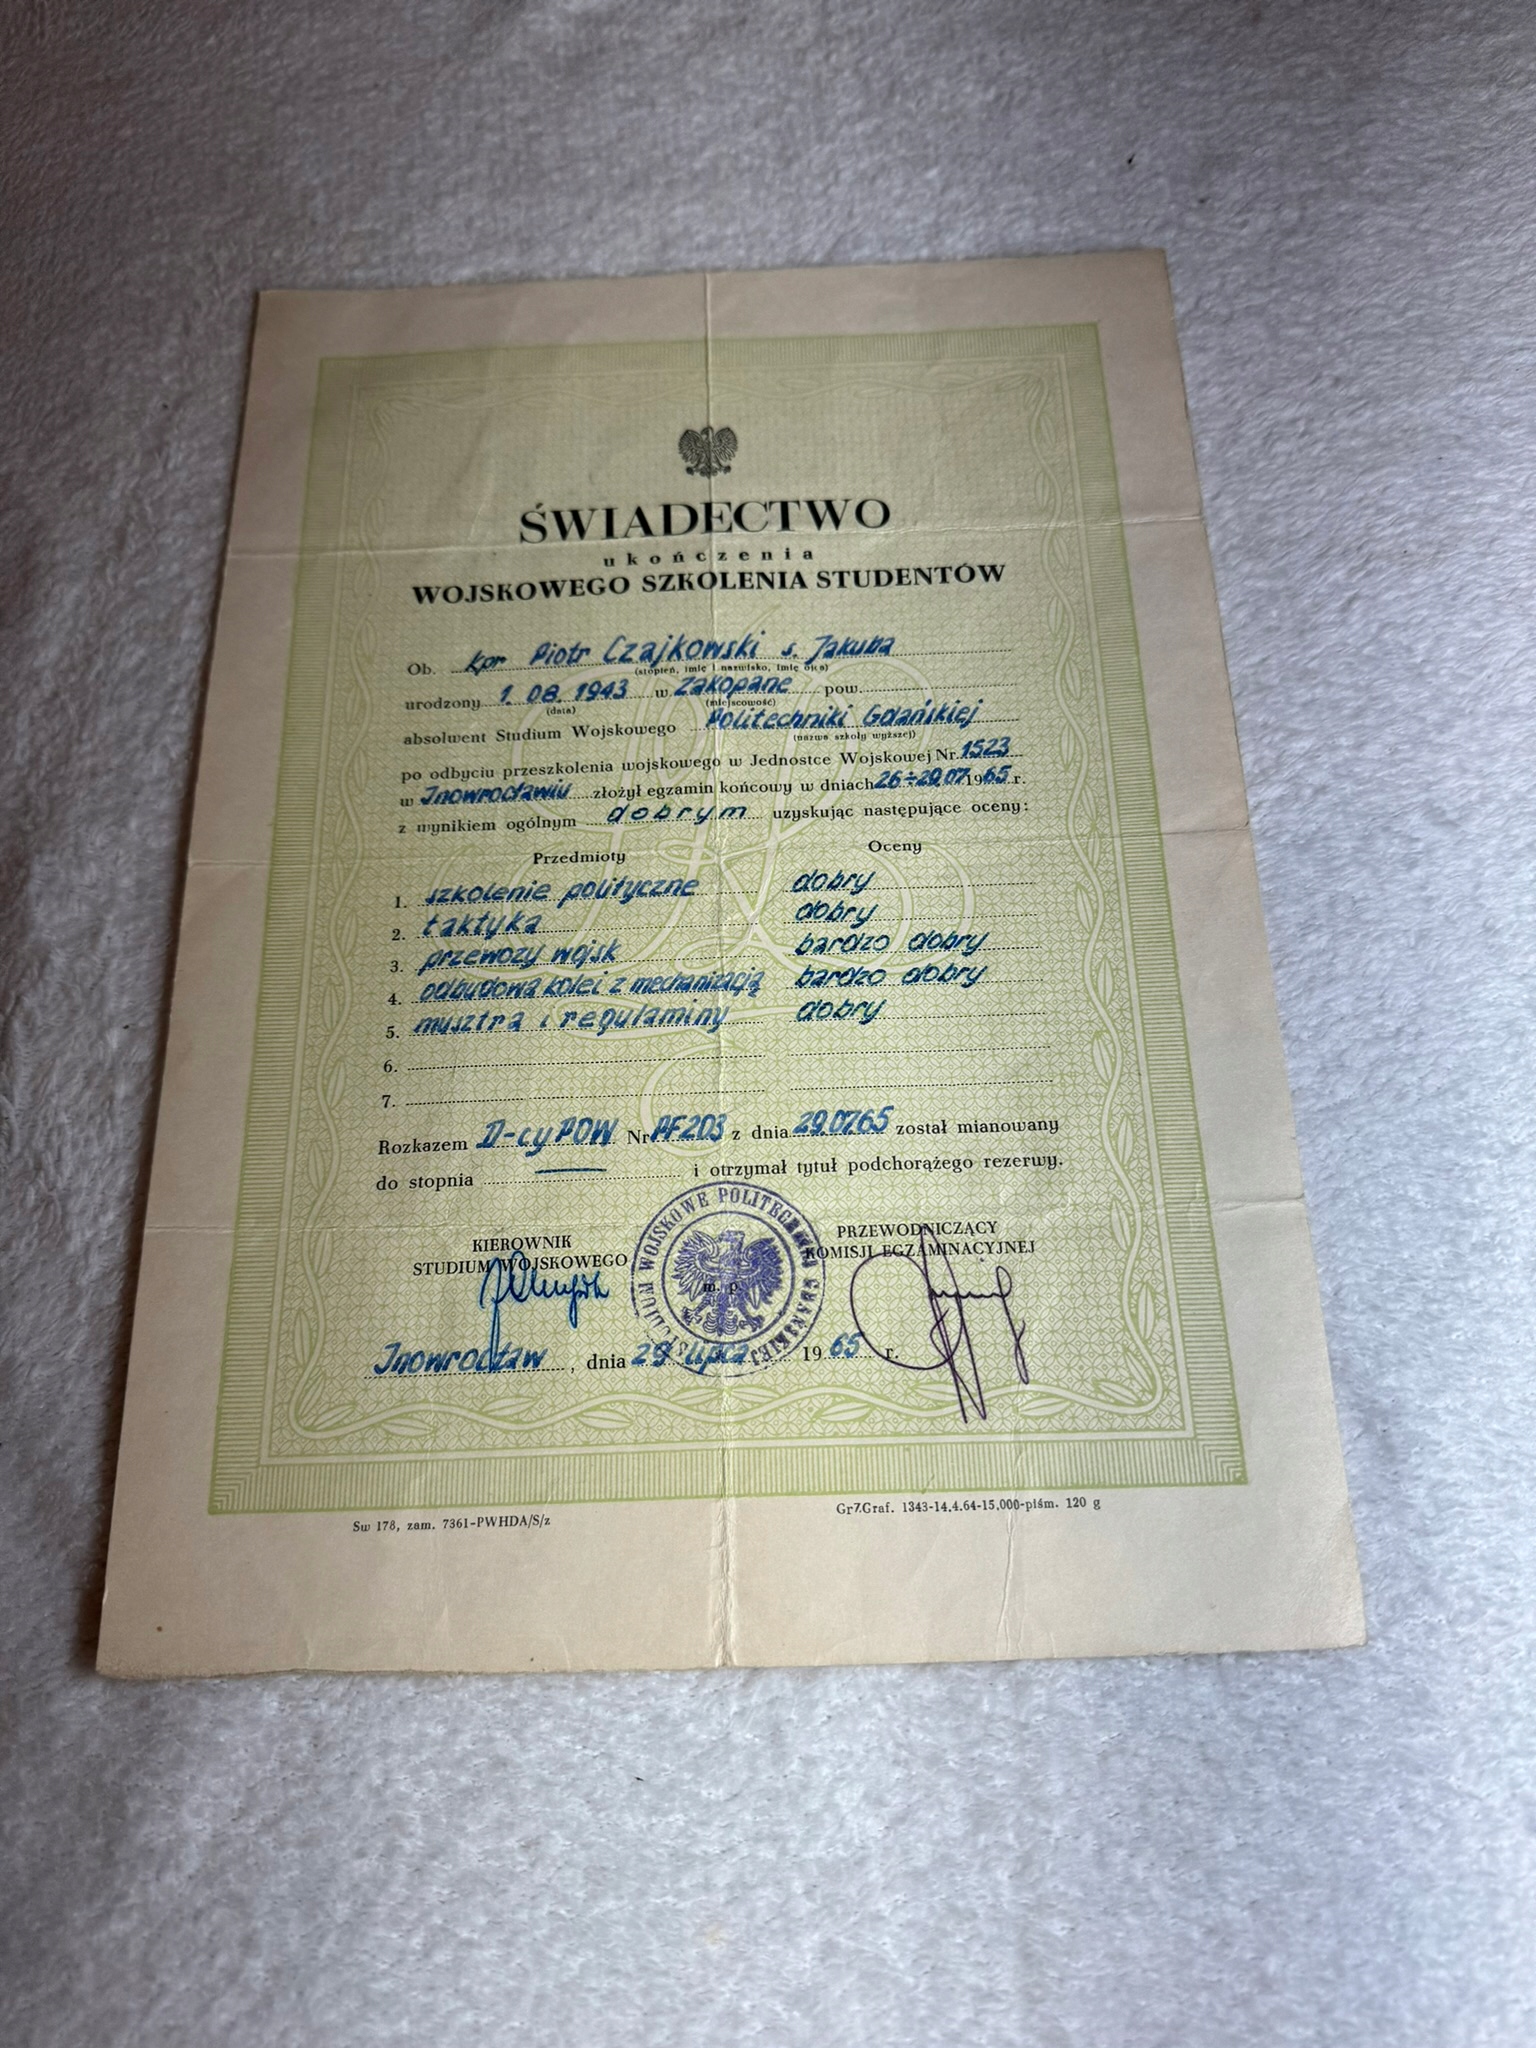 ŚWIADECTWO
ukończenia
WOJSKOWEGO SZKOLENIA STUDENTÓW
Ob. kpr Piotr Czajkowski s. Jakuba
(stopień, imię i nazwisko, imię ojca)
urodzony 1. 08. 1943 w Zakopane pow.
(data) (miejscowość)
absolwent Studium Wojskowego Politechniki Gdańskiej
(nazwa szkoły wyższej)
po odbyciu przeszkolenia wojskowego w Jednostce Wojskowej Nr. 1523
w Inowrocławiu złożył egzamin końcowy w dniach 26÷29.07 1965 r.
z wynikiem ogólnym dobrym uzyskując następujące oceny:
Przedmioty Oceny
1. szkolenie polityczne dobry
2. taktyka dobry
3. przewozy wojsk bardzo dobry
4. odbudowa kolei z mechanizacją bardzo dobry
5. musztra i regulaminy dobry
6.
7.
Rozkazem D-cy POW Nr PF203 z dnia 29.07.65 został mianowany
do stopnia — i otrzymał tytuł podchorążego rezerwy.
KIEROWNIK
STUDIUM WOJSKOWEGO
PRZEWODNICZĄCY
KOMISJI EGZAMINACYJNEJ
STUDIUM WOJSKOWE POLITECHNIKI GDAŃSKIEJ
m. p.
Inowrocław, dnia 29 lipca 1965 r.
Sw 178, zam. 7361-PWHDA/S/z
Gr7.Graf. 1343-14.4.64-15.000-piśm. 120 g